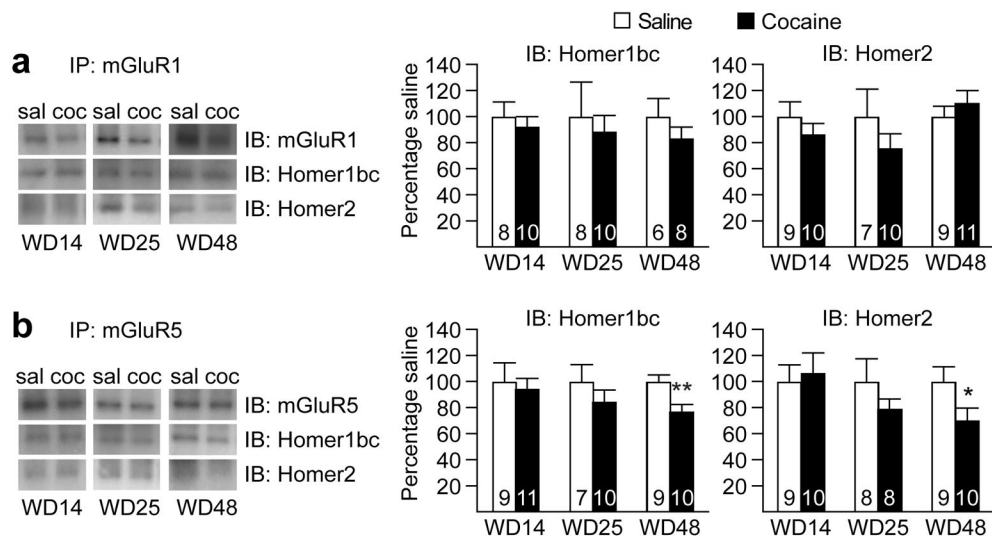 Saline Cocaine
a IP: mGluR1
sal coc sal coc sal coc
IB: mGluR1
IB: Homer1bc
IB: Homer2
WD14 WD25 WD48
IB: Homer1bc
Percentage saline
140
120
100
80
60
40
20
8 10 8 10 6 8
WD14 WD25 WD48
IB: Homer2
140
120
100
80
60
40
20
9 10 7 10 9 11
WD14 WD25 WD48
b IP: mGluR5
sal coc sal coc sal coc
IB: mGluR5
IB: Homer1bc
IB: Homer2
WD14 WD25 WD48
IB: Homer1bc
Percentage saline
140
120
100
80
60
40
20
**
9 11 7 10 9 10
WD14 WD25 WD48
IB: Homer2
140
120
100
80
60
40
20
*
9 10 8 8 9 10
WD14 WD25 WD48